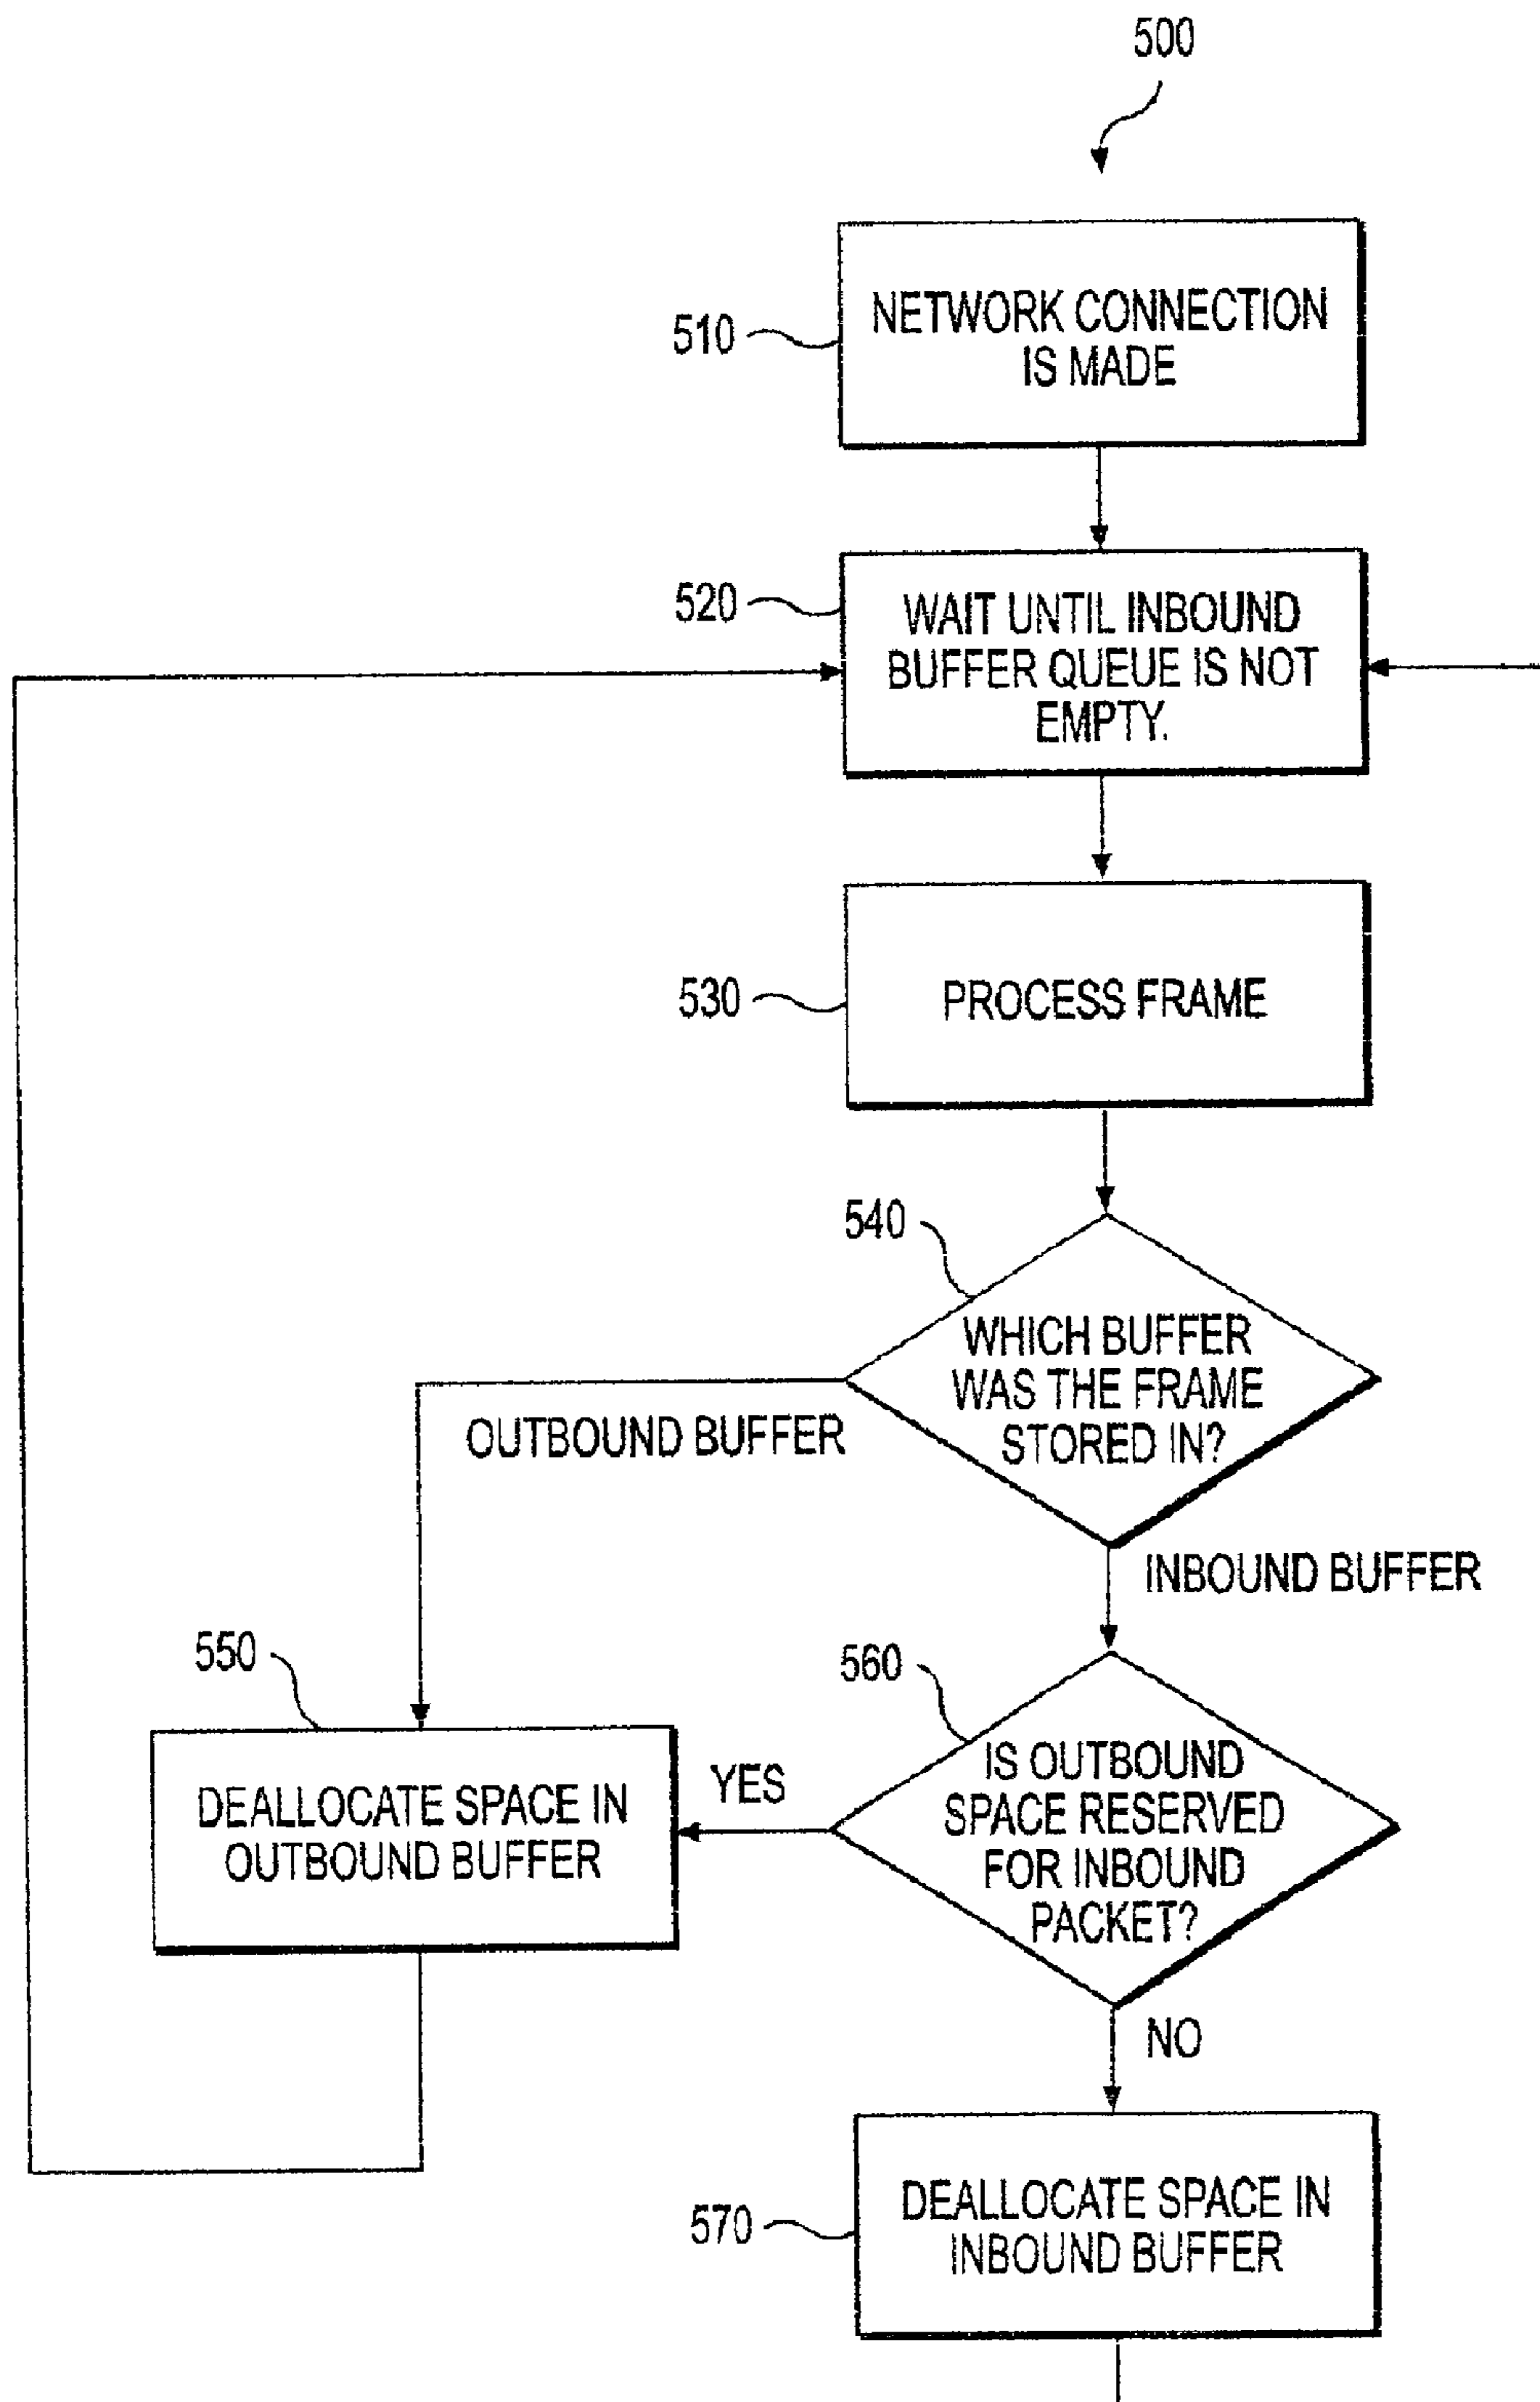 500
510
NETWORK CONNECTION
IS MADE
520
WAIT UNTIL INBOUND
BUFFER QUEUE IS NOT
EMPTY.
530
PROCESS FRAME
540
WHICH BUFFER
WAS THE FRAME
STORED IN?
OUTBOUND BUFFER
INBOUND BUFFER
550
DEALLOCATE SPACE IN
OUTBOUND BUFFER
YES
560
IS OUTBOUND
SPACE RESERVED
FOR INBOUND
PACKET?
NO
570
DEALLOCATE SPACE IN
INBOUND BUFFER